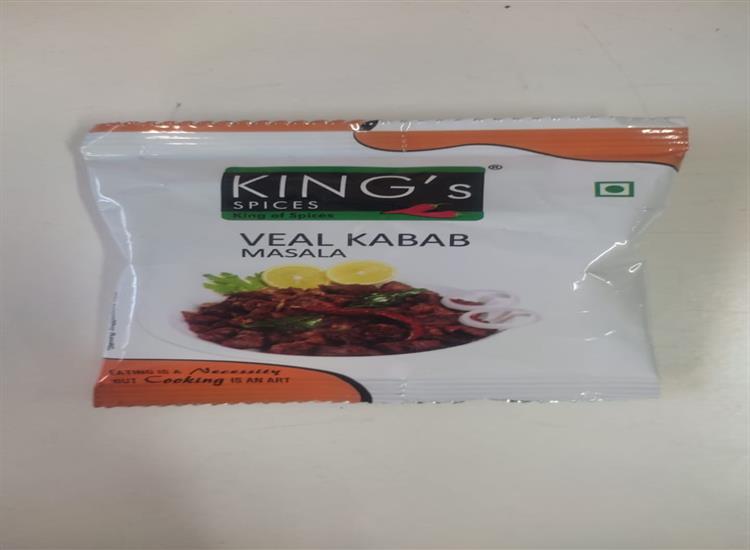 KING's
®
SPICES
King of Spices
VEAL KABAB
MASALA
EATING IS A Necessity
BUT Cooking IS AN ART